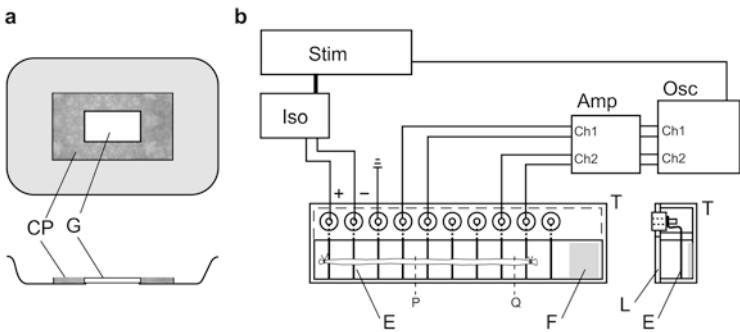 a
CP
G
b
Stim
Iso
Amp
Osc
Ch1
Ch2
Ch1
Ch2
+
−
T
T
P
Q
E
F
L
E